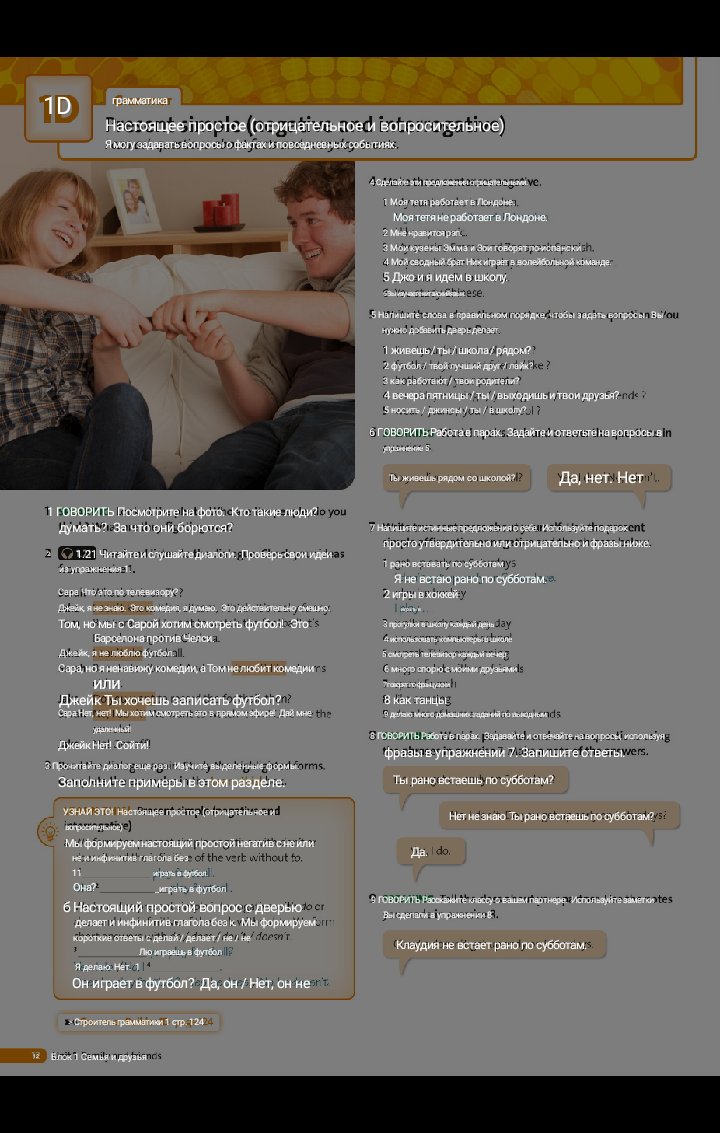 1D
грамматика
Настоящее простое (отрицательное и вопросительное)
Я могу задавать вопросы о фактах и повседневных событиях.
1 ГОВОРИТЬ Посмотрите на фото. Кто такие люди?
думать? За что они борются?
2 1.21 Читайте и слушайте диалоги. Проверь свои идеи
из упражнения 1.
Сара Что это по телевизору?
Джейк, я не знаю. Это комедия, я думаю. Это действительно смешно.
Том, но мы с Сарой хотим смотреть футбол! Это
Барселона против Челси.
Джейк, я не люблю футбол.
Сара, но я ненавижу комедии, а Том не любит комедии
ИЛИ.
Джейк Ты хочешь записать футбол?
Сара Нет, нет! Мы хотим смотреть это в прямом эфире! Дай мне
удаленный!
Джейк Нет! Сойти!
3 Прочитайте диалог еще раз. Изучите выделенные формы.
Заполните примеры в этом разделе.
УЗНАЙ ЭТО! Настоящее простое (отрицательное и
вопросительное)
Мы формируем настоящий простой негатив с не или
не и инфинитив глагола без
играть в футбол.
Она?
играть в футбол
б Настоящий простой вопрос с дверью
делает и инфинитив глагола без к. Мы формируем
короткие ответы с делай / делает / не / не
Лю играешь в футбол
Я делаю. Нет. .1
Он играет в футбол? Да, он / Нет, он не
Строитель грамматики 1 стр. 124
12 Блок 1 Семья и друзья
4 Сделайте эти предложения отрицательными.
1 Моя тетя работает в Лондоне.
Моя тетя не работает в Лондоне.
2 Мне нравится рэп.
3 Мои кузены Эмма и Зои говорят по-испански
4 Мой сводный брат Ник играет в волейбольной команде.
5 Джо и я идем в школу.
5 Напишите слова в правильном порядке, чтобы задать вопросы. Вы
нужно добавить дверь делает.
1 живешь / ты / школа / рядом?
2 футбол / твой лучший друг / лайк?
3 как работают / твои родители?
4 вечера пятницы / ты / выходишь и твои друзья?
5 носить / джинсы / ты / в школу?
6 ГОВОРИТЬ Работа в парах. Задайте и ответьте на вопросы в
упражнение 5.
Ты живешь рядом со школой?
Да, нет. Нет
7 Напишите истинные предложения о себе. Используйте подарок
просто утвердительно или отрицательно и фразы ниже.
1 рано вставать по субботам
Я не встаю рано по субботам.
2 игры в хоккей
3 прогулки в школу каждый день
4 использовать компьютеры в школе
5 смотреть телевизор каждый вечер
6 много спорю с моими друзьями
8 как танцы
9 делаю много домашних заданий по выходным
8 ГОВОРИТЬ Работа в парах. Задавайте и отвечайте на вопросы, используя
фразы в упражнении 7. Запишите ответы.
Ты рано встаешь по субботам?
Нет не знаю Ты рано встаешь по субботам?
Да.
9 ГОВОРИТЬ Расскажите классу о вашем партнере. Используйте заметки
Вы сделали в упражнении 8.
Клаудия не встает рано по субботам.